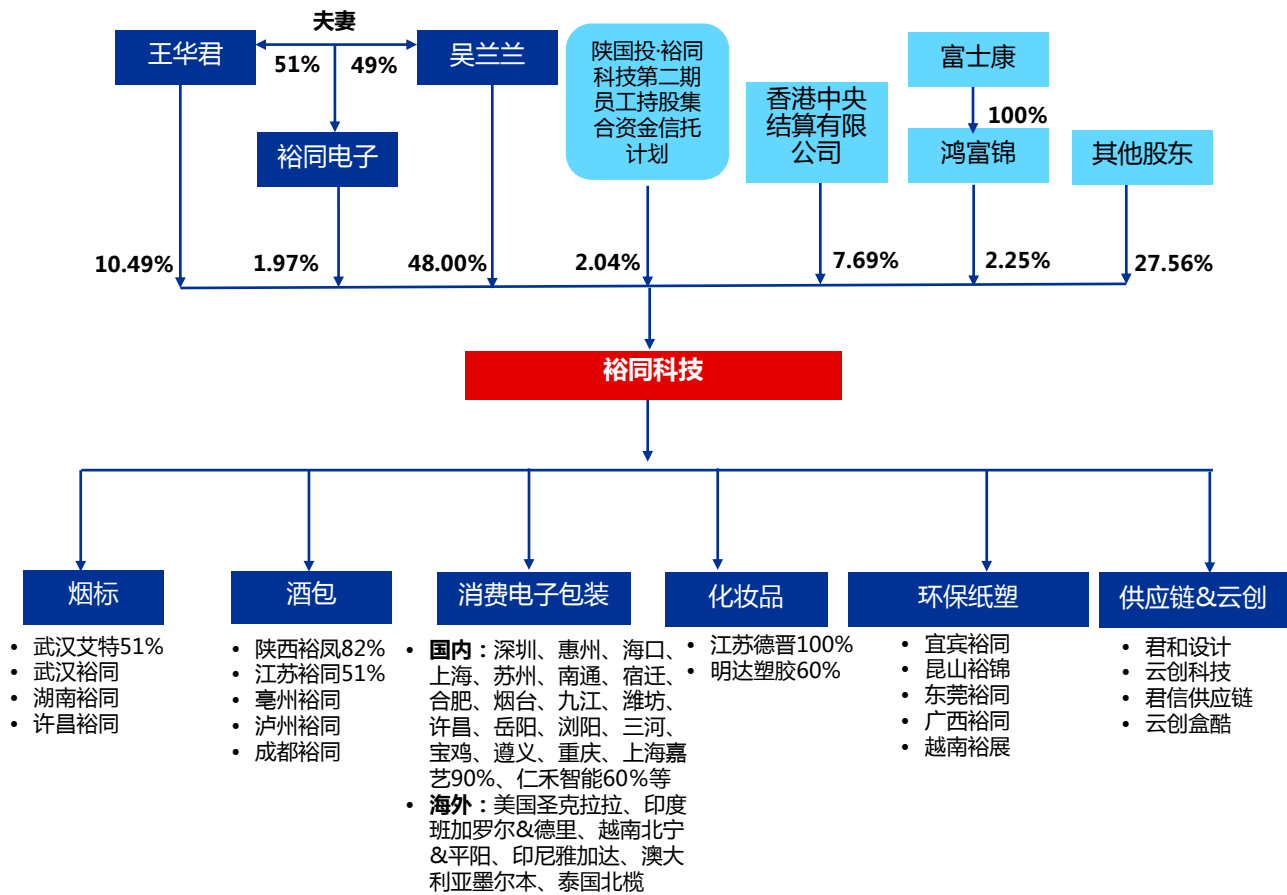 夫妻
王华君
51%
49%
吴兰兰
裕同电子
陕国投·裕同
科技第二期
员工持股集
合资金信托
计划
香港中央
结算有限
公司
富士康
100%
鸿富锦
其他股东
10.49%
1.97%
48.00%
2.04%
7.69%
2.25%
27.56%
裕同科技
烟标
• 武汉艾特51%
• 武汉裕同
• 湖南裕同
• 许昌裕同
酒包
• 陕西裕凤82%
• 江苏裕同51%
• 亳州裕同
• 泸州裕同
• 成都裕同
消费电子包装
• 国内：深圳、惠州、海口、
上海、苏州、南通、宿迁、
合肥、烟台、九江、潍坊、
许昌、岳阳、浏阳、三河、
宝鸡、遵义、重庆、上海嘉
艺90%、仁禾智能60%等
• 海外：美国圣克拉拉、印度
班加罗尔&德里、越南北宁
&平阳、印尼雅加达、澳大
利亚墨尔本、泰国北榄
化妆品
• 江苏德晋100%
• 明达塑胶60%
环保纸塑
• 宜宾裕同
• 昆山裕锦
• 东莞裕同
• 广西裕同
• 越南裕展
供应链&云创
• 君和设计
• 云创科技
• 君信供应链
• 云创盒酷